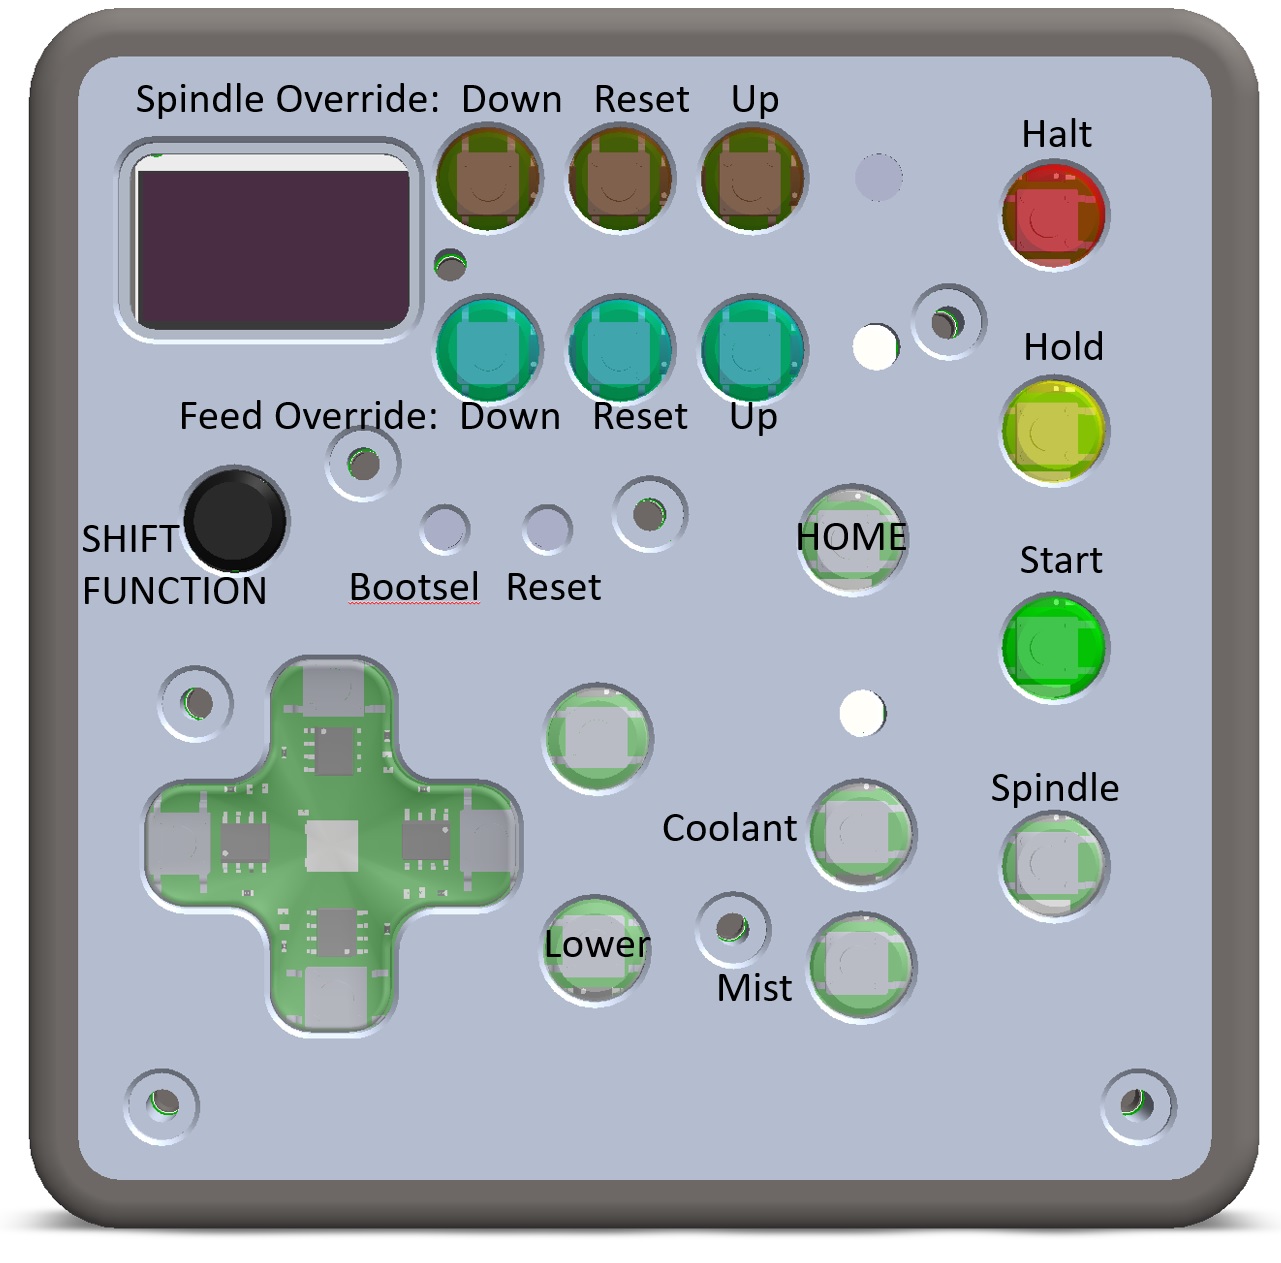 Spindle Override: Down Reset Up
Halt
Hold
Feed Override: Down Reset Up
SHIFT
FUNCTION
Bootsel Reset
HOME
Start
Spindle
Coolant
Lower
Mist